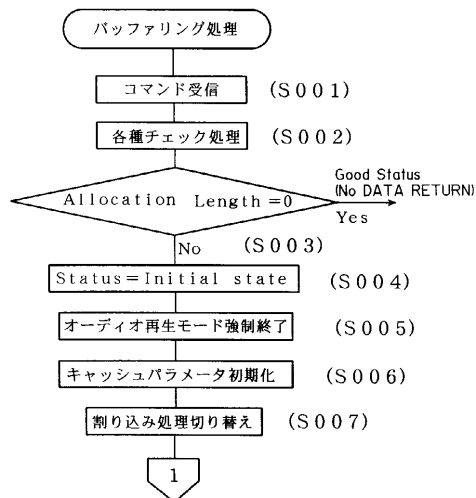 バッファリング処理
コマンド受信 (S001)
各種チェック処理 (S002)
Good Status
(No DATA RETURN)
Allocation Length=0
Yes
No (S003)
Status=Initial state (S004)
オーディオ再生モード強制終了 (S005)
キャッシュパラメータ初期化 (S006)
割り込み処理切り替え (S007)
1